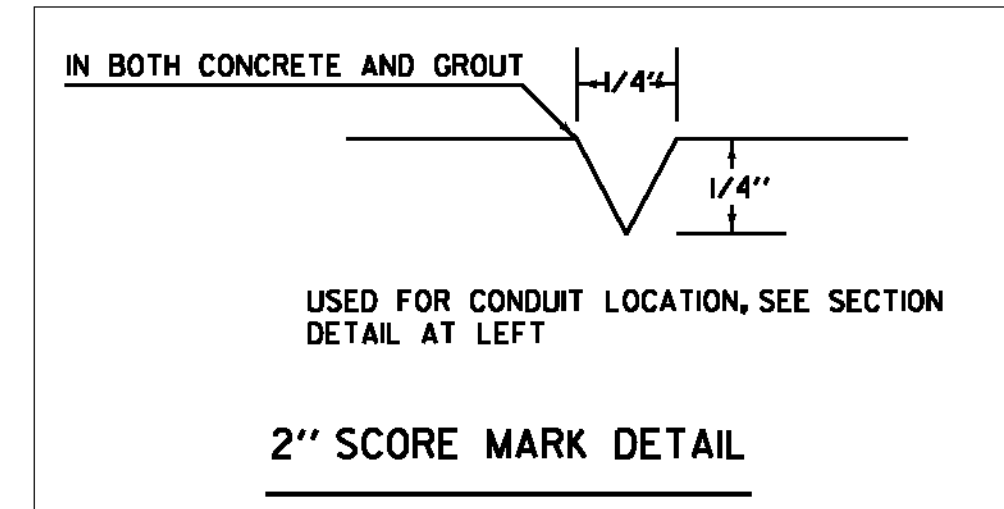 IN BOTH CONCRETE AND GROUT
1/4''
1/4''
USED FOR CONDUIT LOCATION, SEE SECTION
DETAIL AT LEFT
2'' SCORE MARK DETAIL